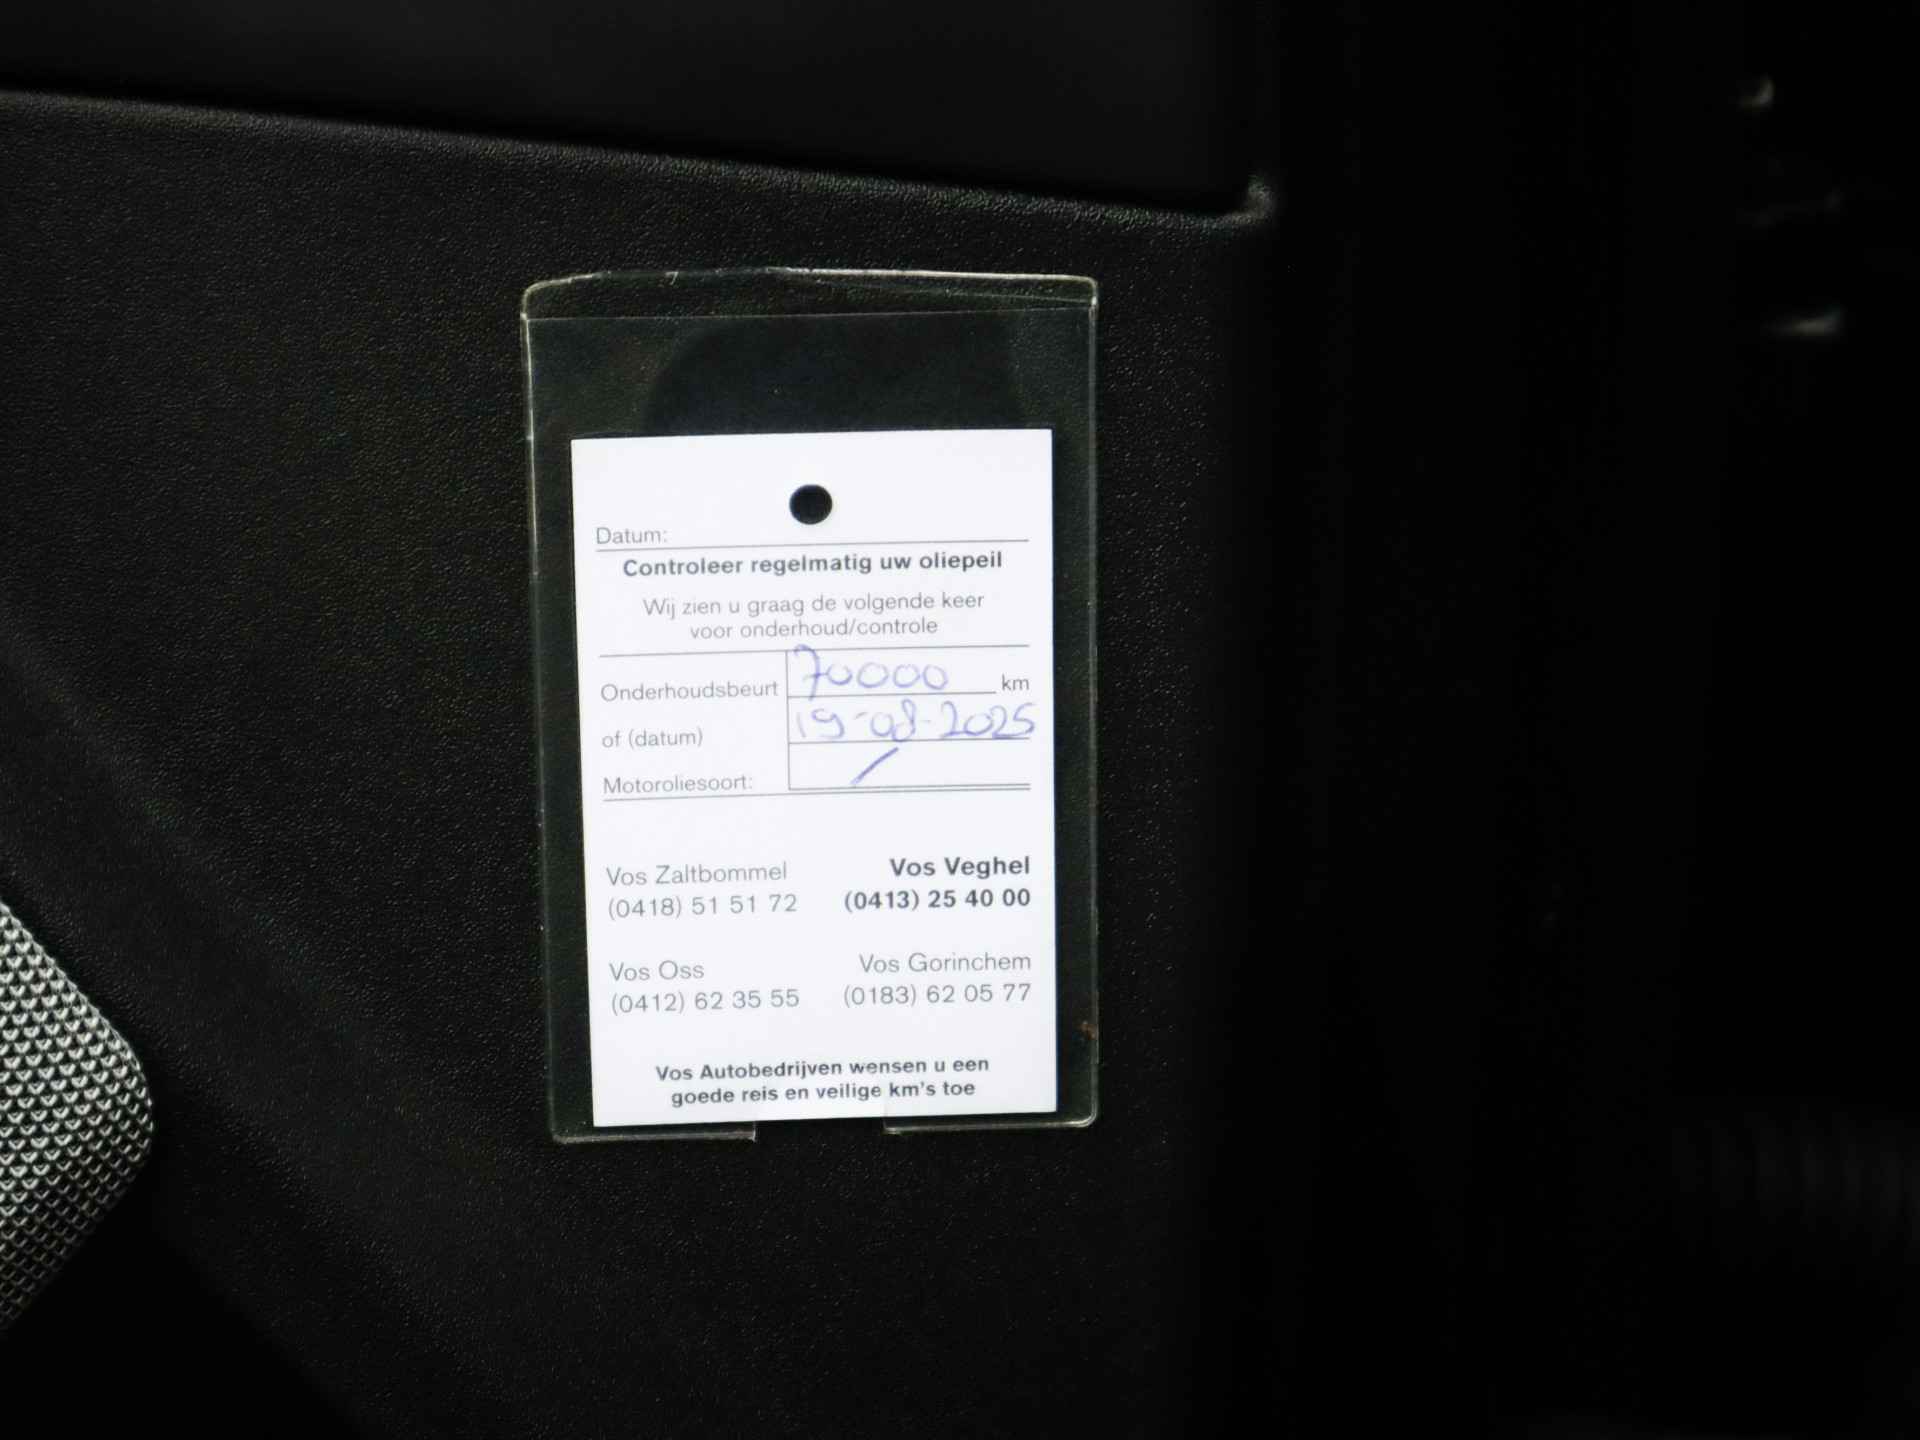 Datum:
Controleer regelmatig uw oliepeil
Wij zien u graag de volgende keer
voor onderhoud/controle
Onderhoudsbeurt 70000 km
of (datum) 19-08-2025
Motoroliesoort: /
Vos Zaltbommel Vos Veghel
(0418) 51 51 72 (0413) 25 40 00
Vos Oss Vos Gorinchem
(0412) 62 35 55 (0183) 62 05 77
Vos Autobedrijven wensen u een
goede reis en veilige km's toe